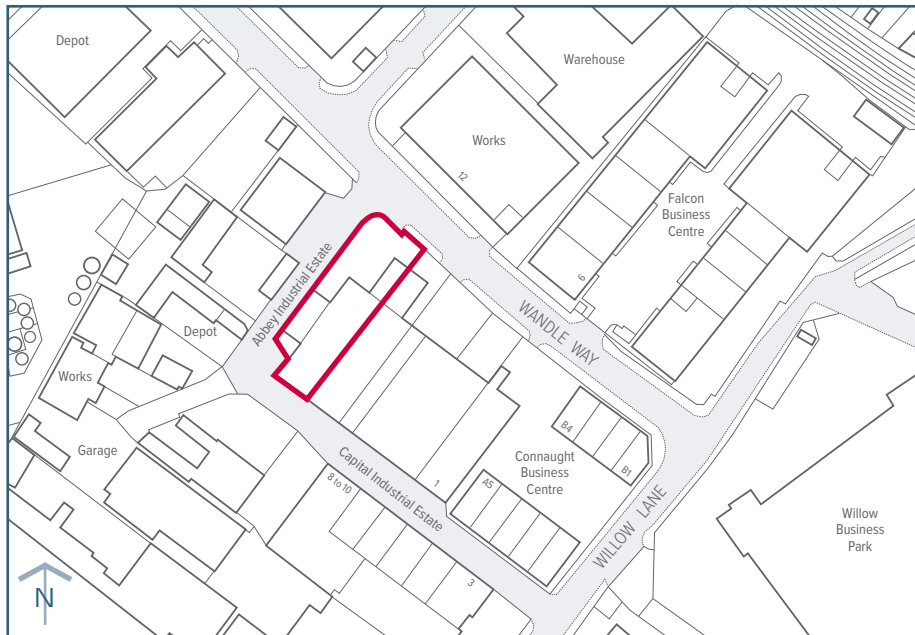 Depot
Warehouse
Works
12
Falcon
Business
Centre
6
Abbey Industrial Estate
WANDLE WAY
Depot
Works
Garage
Capital Industrial Estate
8 to 10
1
3
B4
B1
Connaught
Business
Centre
A5
WILLOW LANE
Willow
Business
Park
N